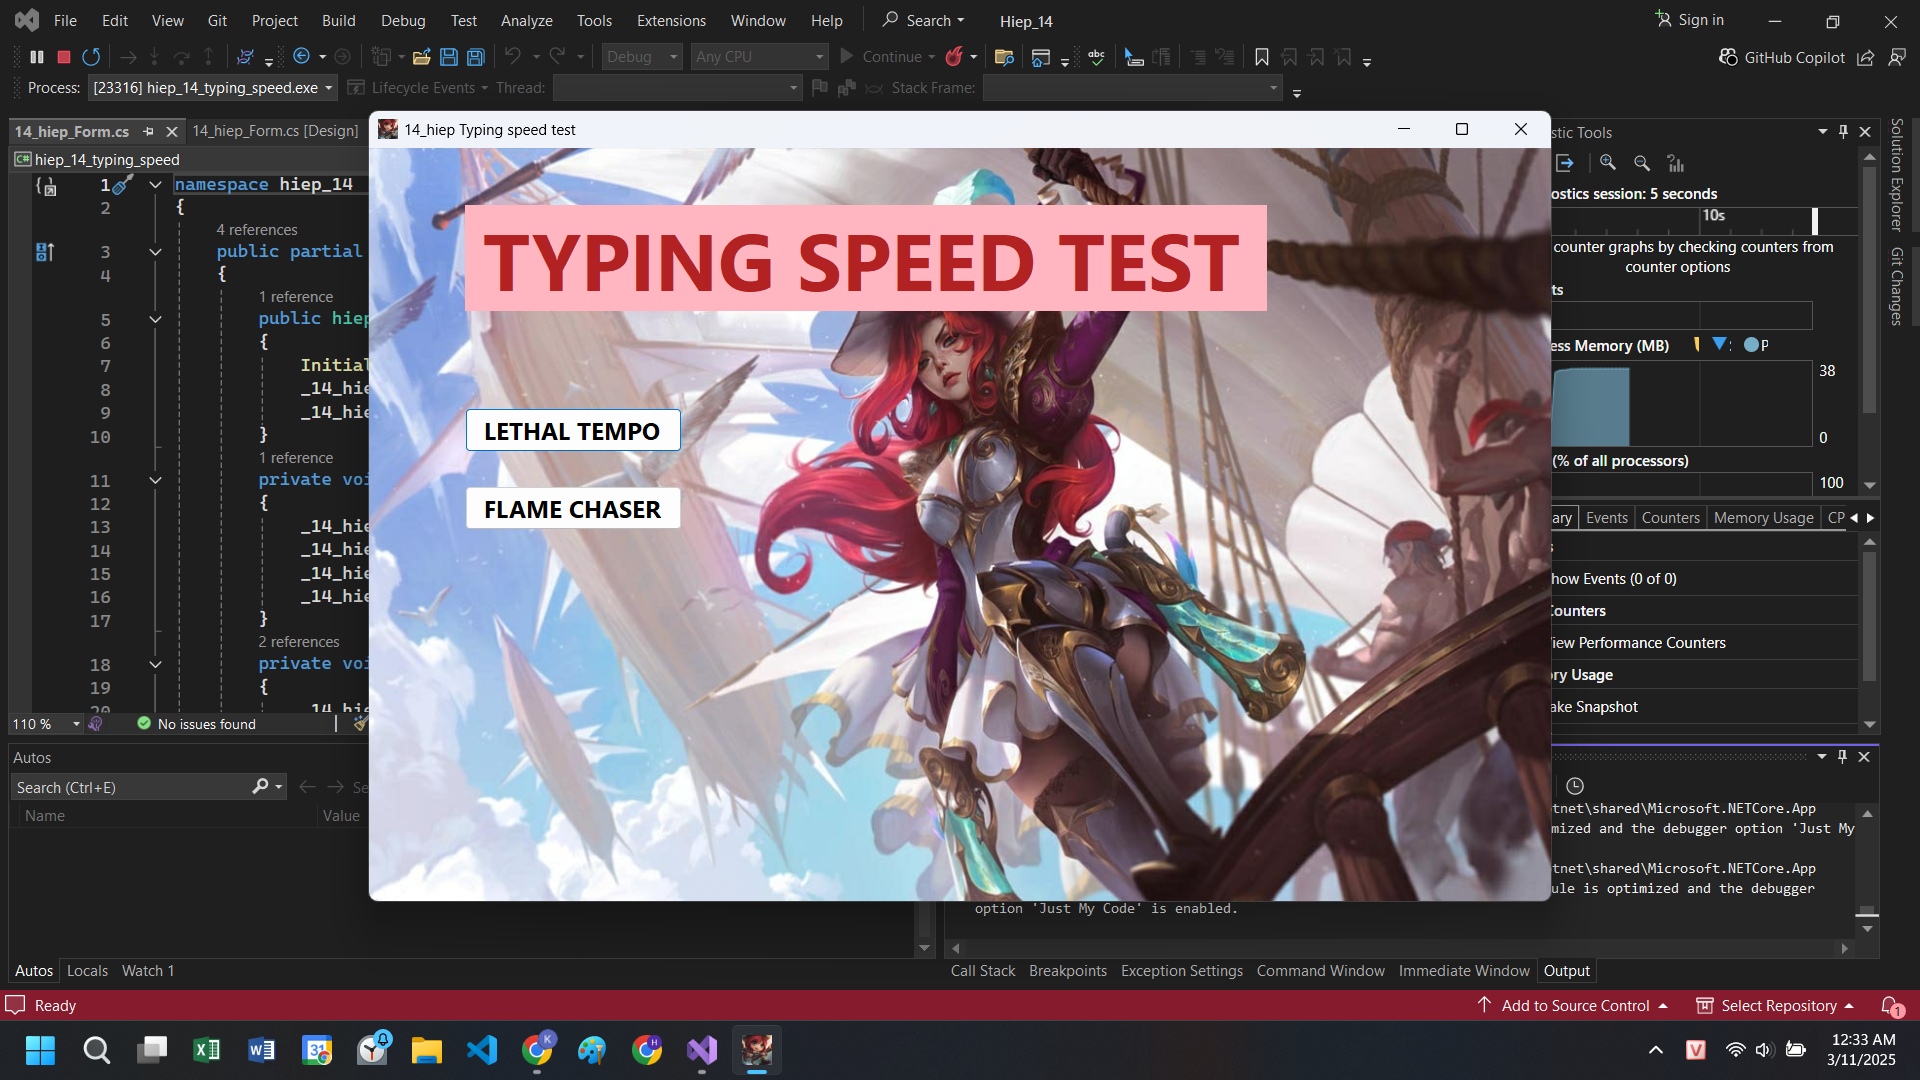 File Edit View Git Project Build Debug Test Analyze Tools Extensions Window Help Search Hiep_14 Sign in
Debug Any CPU Continue abc GitHub Copilot
Process: [23316] hiep_14_typing_speed.exe Lifecycle Events Thread: Stack Frame:
14_hiep_Form.cs 14_hiep_Form.cs [Design]
hiep_14_typing_speed
1 namespace hiep_14
2 {
4 references
3 public partial
4 {
1 reference
5 public hiep
6 {
7 Initial
8 _14_hie
9 _14_hie
10 }
1 reference
11 private voi
12 {
13 _14_hie
14 _14_hie
15 _14_hie
16 _14_hie
17 }
2 references
18 private voi
19 {
20 _14_hie
110 % No issues found
14_hiep Typing speed test
TYPING SPEED TEST
LETHAL TEMPO
FLAME CHASER
stic Tools
ostics session: 5 seconds
10s
counter graphs by checking counters from
counter options
ts
ess Memory (MB) P
38
0
(% of all processors)
100
ary Events Counters Memory Usage CP
s
how Events (0 of 0)
Counters
iew Performance Counters
ry Usage
ake Snapshot
Solution Explorer
Git Changes
Autos
Search (Ctrl+E) Se
Name Value
Autos Locals Watch 1
tnet\shared\Microsoft.NETCore.App
mized and the debugger option 'Just My
tnet\shared\Microsoft.NETCore.App
ule is optimized and the debugger
option 'Just My Code' is enabled.
Call Stack Breakpoints Exception Settings Command Window Immediate Window Output
Ready Add to Source Control Select Repository 1
31 K H V
12:33 AM
3/11/2025